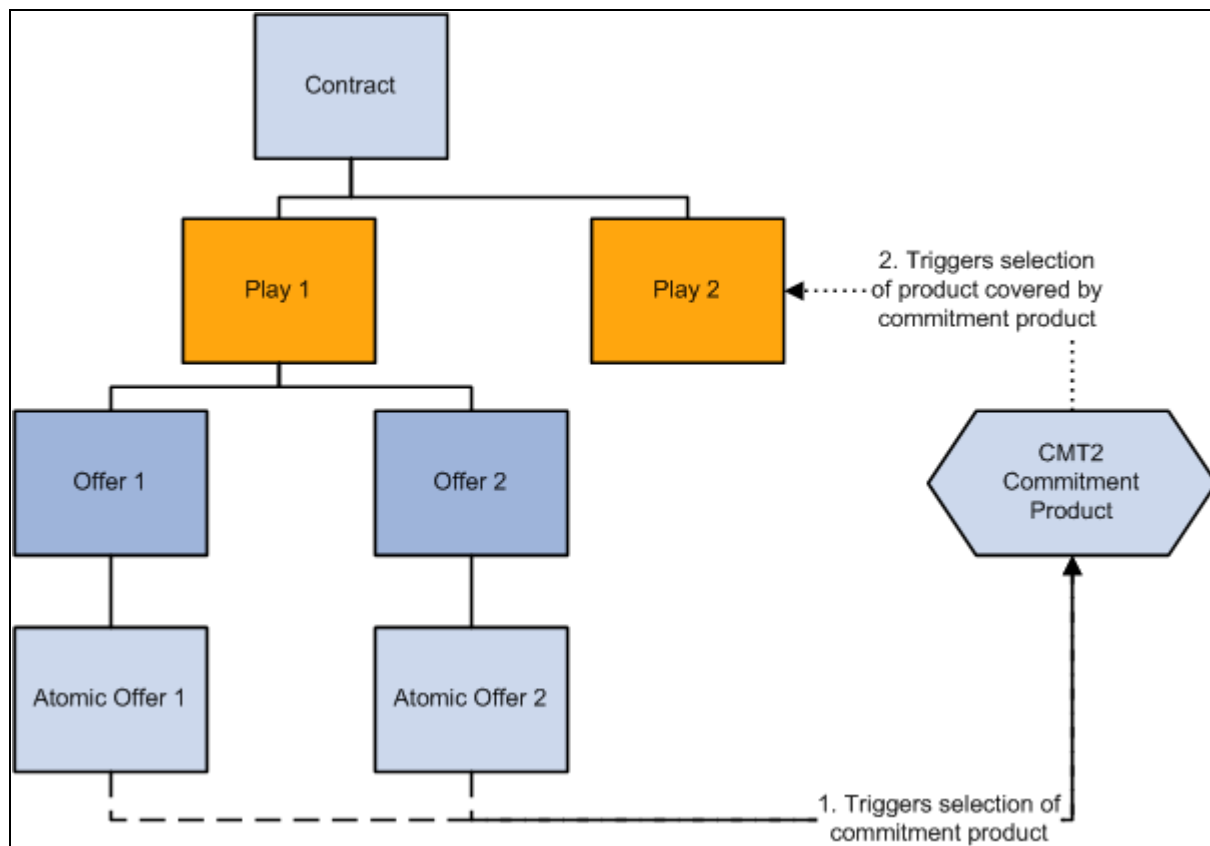 Contract
Play 1
Play 2
2. Triggers selection
of product covered by
commitment product
Offer 1
Offer 2
CMT2
Commitment
Product
Atomic Offer 1
Atomic Offer 2
1. Triggers selection of
commitment product